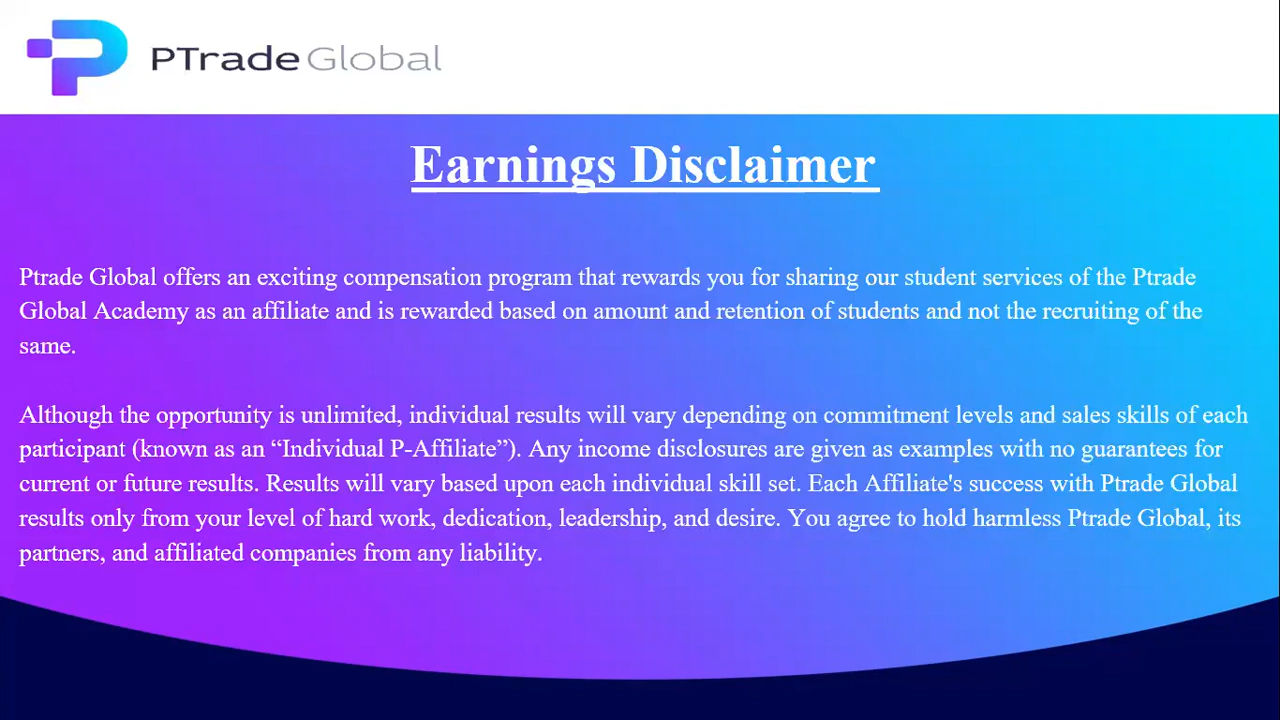 PTrade Global
Earnings Disclaimer
Ptrade Global offers an exciting compensation program that rewards you for sharing our student services of the Ptrade
Global Academy as an affiliate and is rewarded based on amount and retention of students and not the recruiting of the
same.
Although the opportunity is unlimited, individual results will vary depending on commitment levels and sales skills of each
participant (known as an “Individual P-Affiliate”). Any income disclosures are given as examples with no guarantees for
current or future results. Results will vary based upon each individual skill set. Each Affiliate's success with Ptrade Global
results only from your level of hard work, dedication, leadership, and desire. You agree to hold harmless Ptrade Global, its
partners, and affiliated companies from any liability.